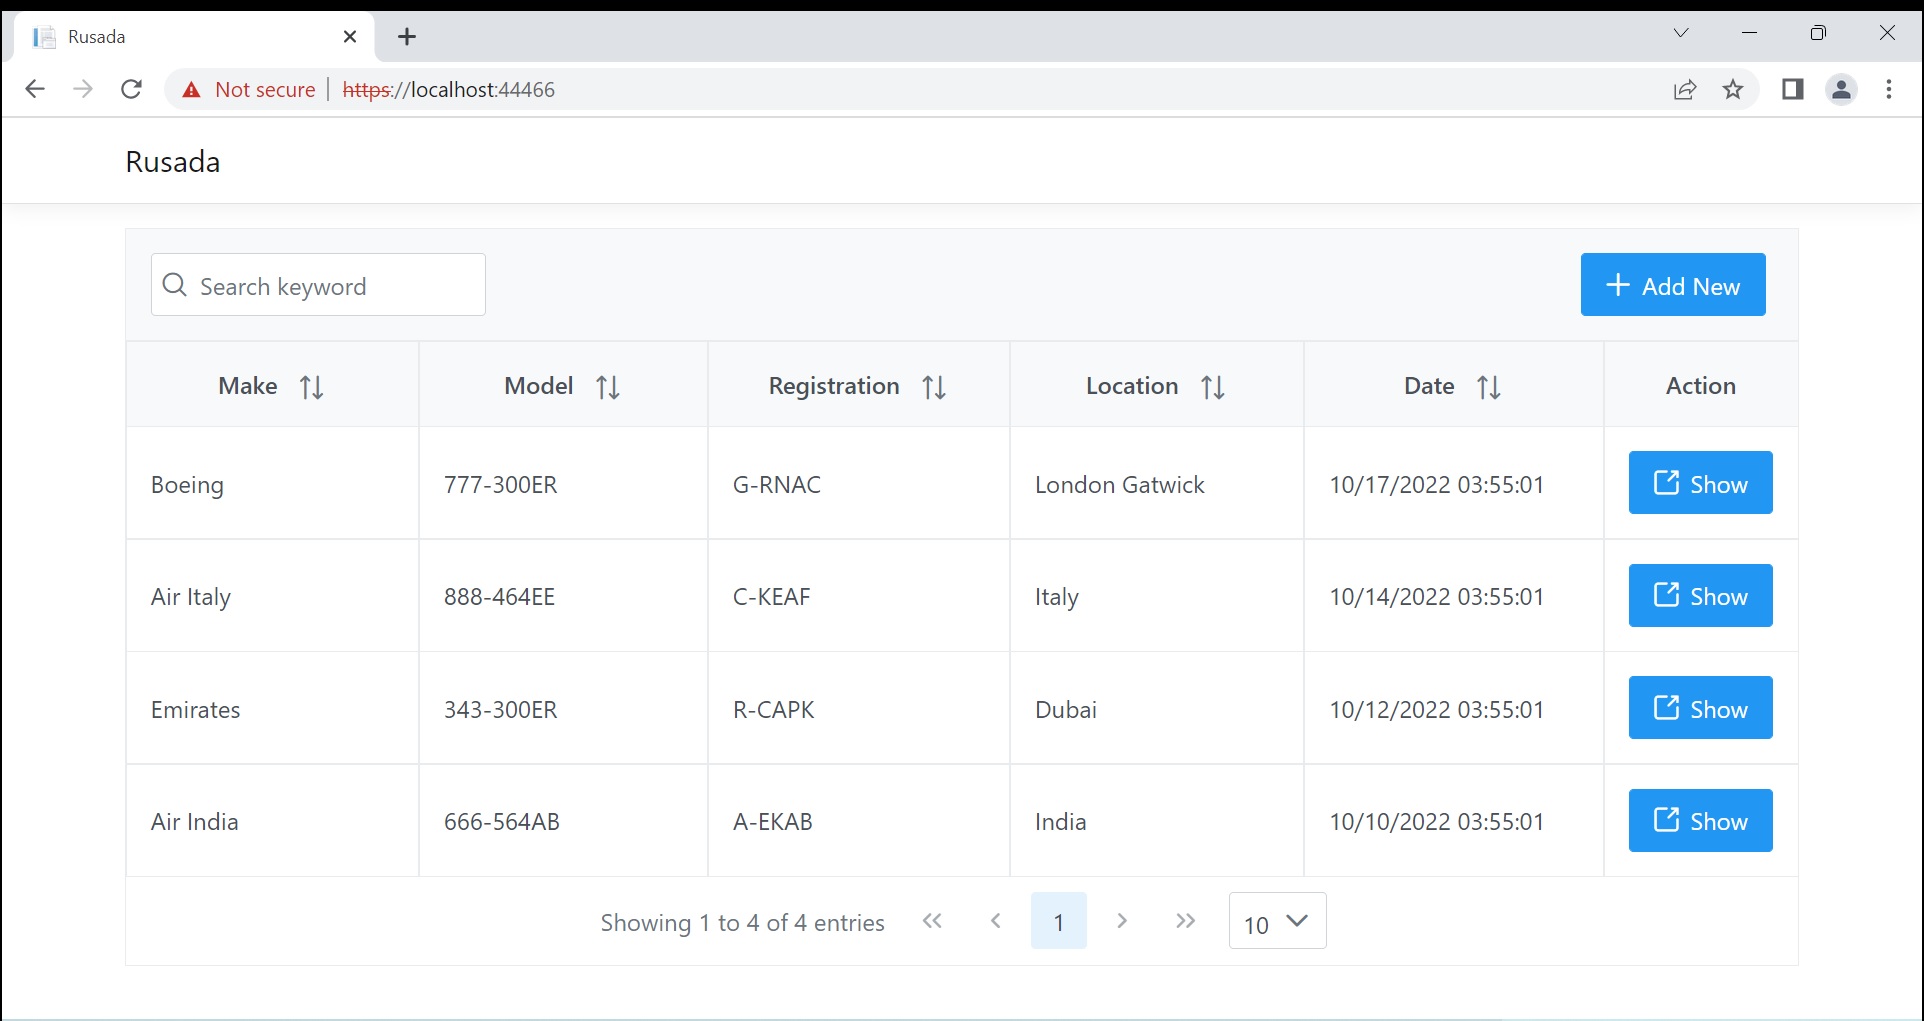 Rusada
Not secure | https://localhost:44466
Rusada
Search keyword
Add New
Make Model Registration Location Date Action
Boeing 777-300ER G-RNAC London Gatwick 10/17/2022 03:55:01 Show
Air Italy 888-464EE C-KEAF Italy 10/14/2022 03:55:01 Show
Emirates 343-300ER R-CAPK Dubai 10/12/2022 03:55:01 Show
Air India 666-564AB A-EKAB India 10/10/2022 03:55:01 Show
Showing 1 to 4 of 4 entries 1 10